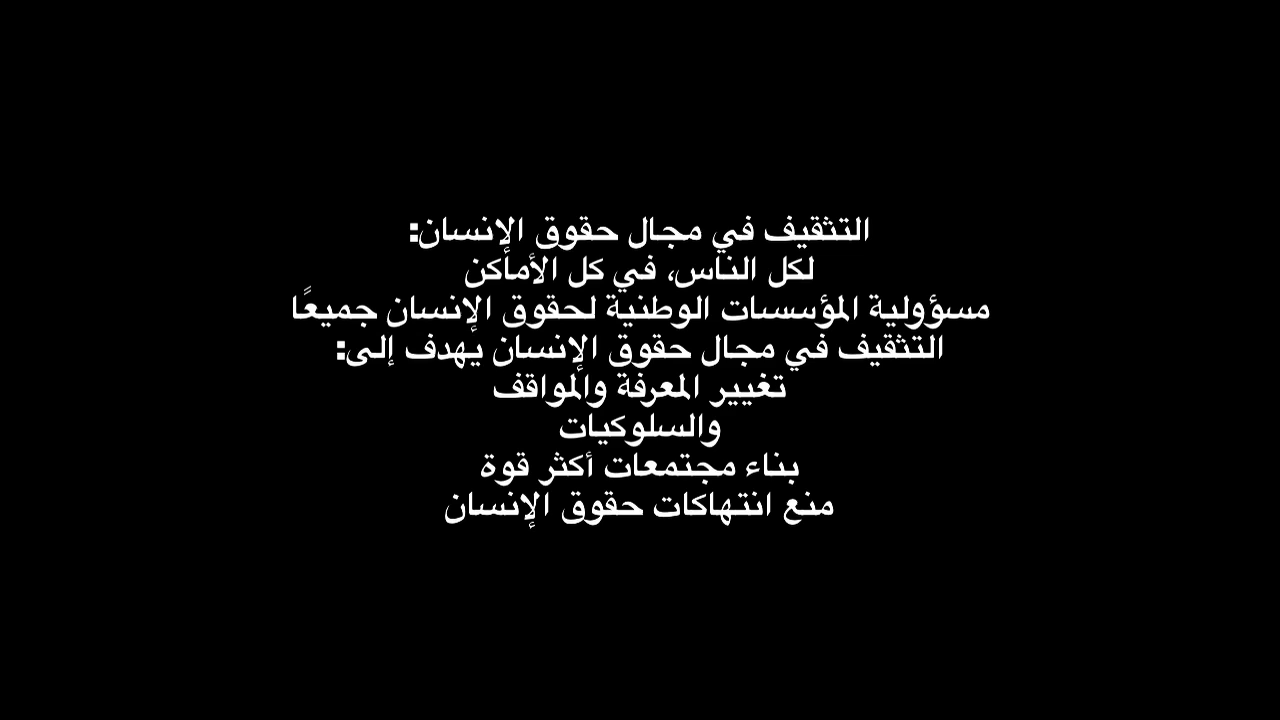 التثقيف في مجال حقوق الإنسان:
لكل الناس، في كل الأماكن
مسؤولية المؤسسات الوطنية لحقوق الإنسان جميعًا
التثقيف في مجال حقوق الإنسان يهدف إلى:
تغيير المعرفة والمواقف
والسلوكيات
بناء مجتمعات أكثر قوة
منع انتهاكات حقوق الإنسان